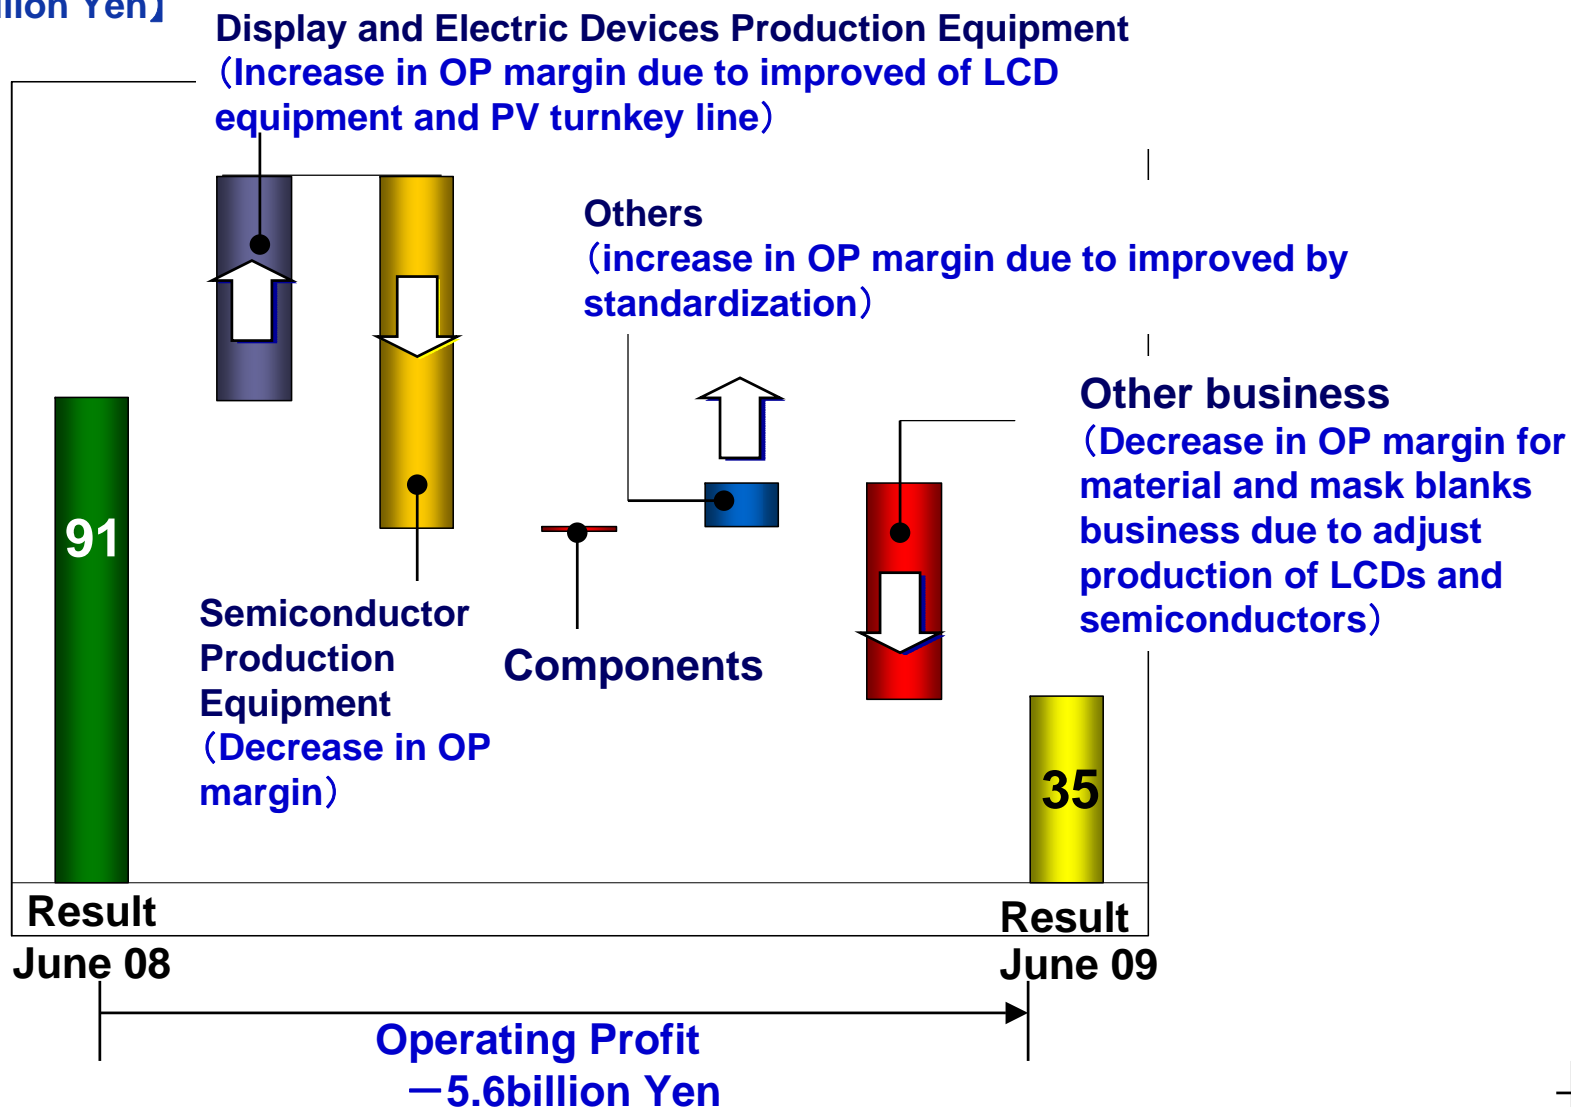 Yen】
Display and Electric Devices Production Equipment
（Increase in OP margin due to improved of LCD
equipment and PV turnkey line）
Others
（increase in OP margin due to improved by
standardization）
Other business
（Decrease in OP margin for
material and mask blanks
business due to adjust
production of LCDs and
semiconductors）
91
Semiconductor
Production
Equipment
（Decrease in OP
margin）
Components
35
Result
June 08
Result
June 09
Operating Profit
－5.6billion Yen